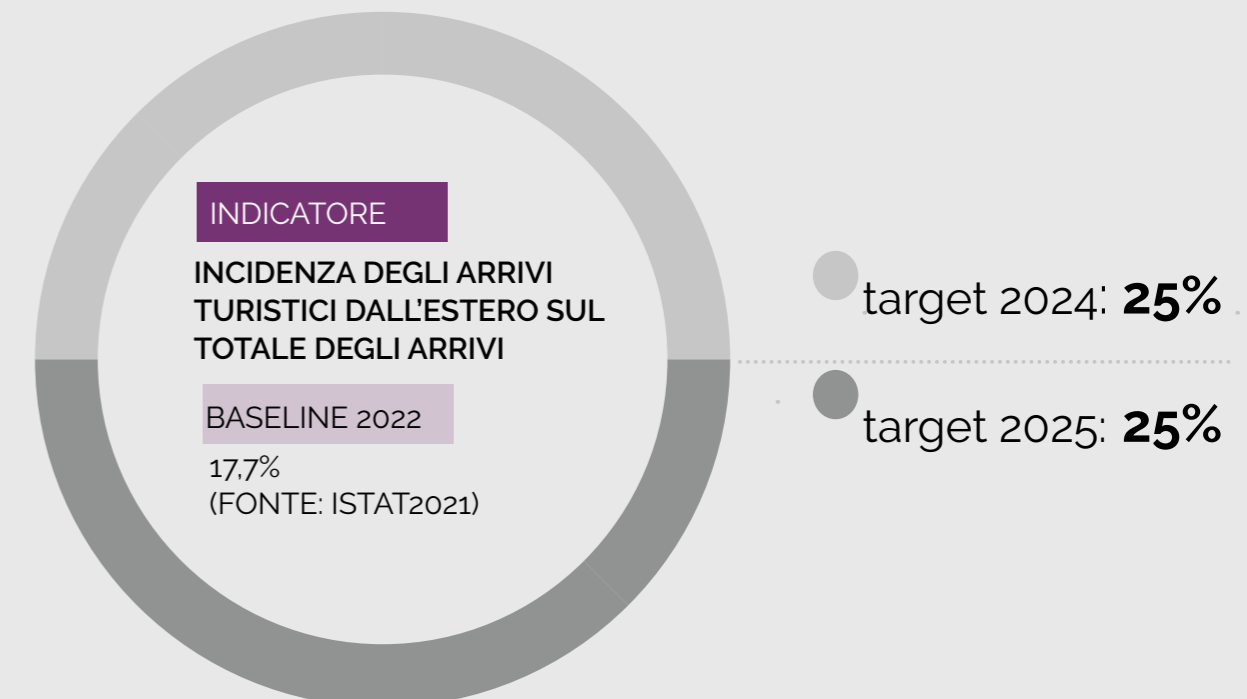 INDICATORE
INCIDENZA DEGLI ARRIVI
TURISTICI DALL'ESTERO SUL
TOTALE DEGLI ARRIVI
BASELINE 2022
17,7%
(FONTE: ISTAT2021)
target 2024: 25%
target 2025: 25%